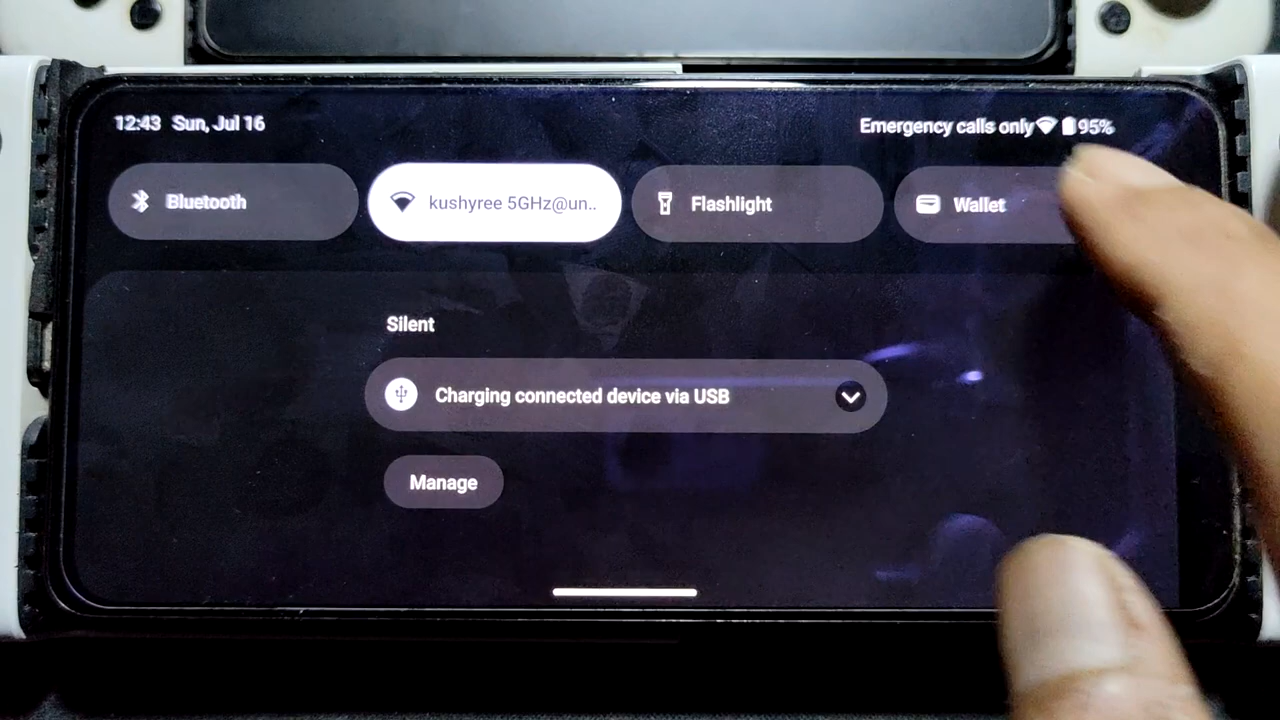 12:43 Sun, Jul 16
Emergency calls only 95%
Bluetooth
kushyree 5GHz@un..
Flashlight
Wallet
Silent
Charging connected device via USB
Manage